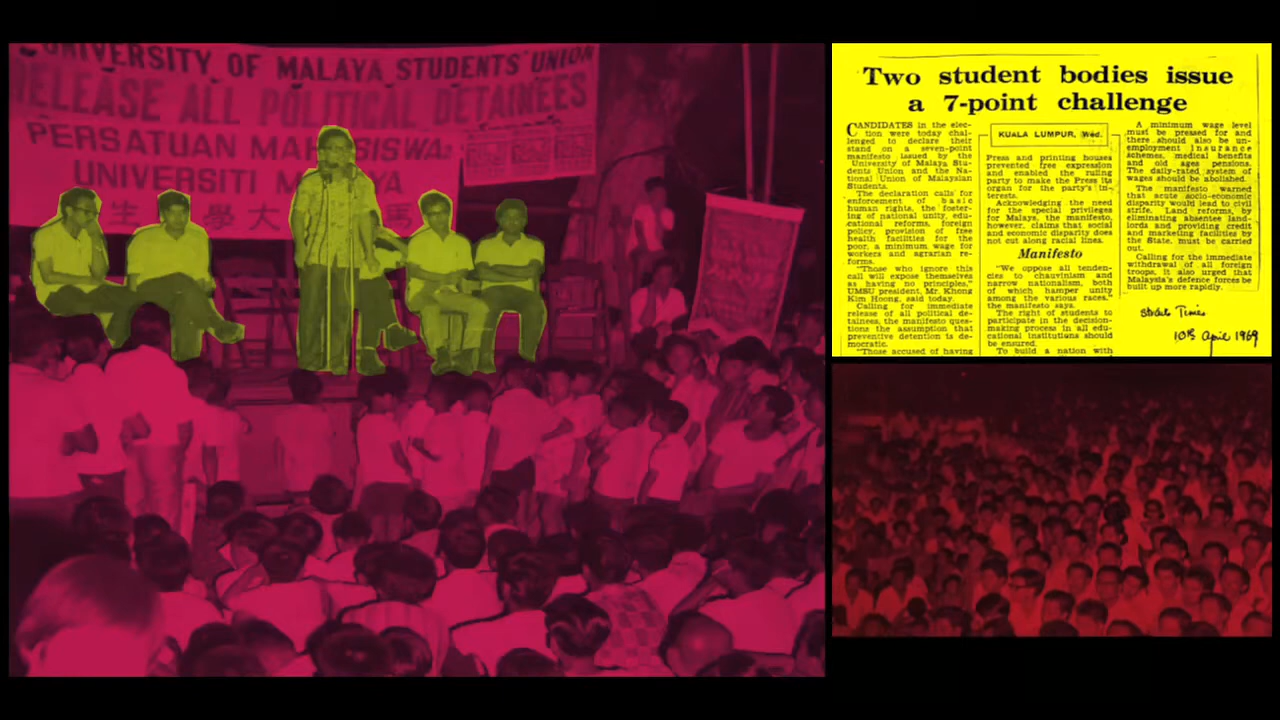 UNIVERSITY OF MALAYA STUDENTS' UNION
RELEASE ALL POLITICAL DETAINEES
PERSATUAN MAHASISWA
UNIVERSITI M
生 學 大
Two student bodies issue
a 7-point challenge
CANDIDATES in the elec-
tion were today chal-
lenged to declare their
stand on a seven-point
manifesto issued by the
University of Malaya Stu-
dents Union and the Na-
tional Union of Malaysian
Students.
The declaration calls for
enforcement of basic
human rights, the foster-
ing of national unity, edu-
cational reforms, foreign
policy, provision of free
health facilities for the
poor, a minimum wage for
workers and agrarian re-
forms.
"Those who ignore this
call will expose themselves
as having no principles,"
UMSU president, Mr. Khong
Kim Hoong, said today.
Calling for immediate
release of all political de-
tainees, the manifesto ques-
tions the assumption that
preventive detention is de-
mocratic.
"Those accused of having
KUALA LUMPUR, Wed.
Press and printing houses
prevented free expression
and enabled the ruling
party to make the Press its
organ for the party's in-
terests.
Acknowledging the need
for the special privileges
for Malays, the manifesto,
however, claims that social
and economic disparity does
not cut along racial lines.
Manifesto
"We oppose all tenden-
cies to chauvinism and
narrow nationalism, both
of which hamper unity
among the various races,"
the manifesto says.
The right of students to
participate in the decision-
making process in all edu-
cational institutions should
be ensured.
To build a nation with
A minimum wage level
must be pressed for and
there should also be un-
employment insurance
schemes, medical benefits
and old ages pensions.
The daily-rated system of
wages should be abolished.
The manifesto warned
that acute socio-economic
disparity would lead to civil
strife. Land reforms, by
eliminating absentee land-
lords and providing credit
and marketing facilities by
the State, must be carried
out.
Calling for the immediate
withdrawal of all foreign
troops, it also urged that
Malaysia's defence forces be
built up more rapidly.
Straits Times
10th April 1969